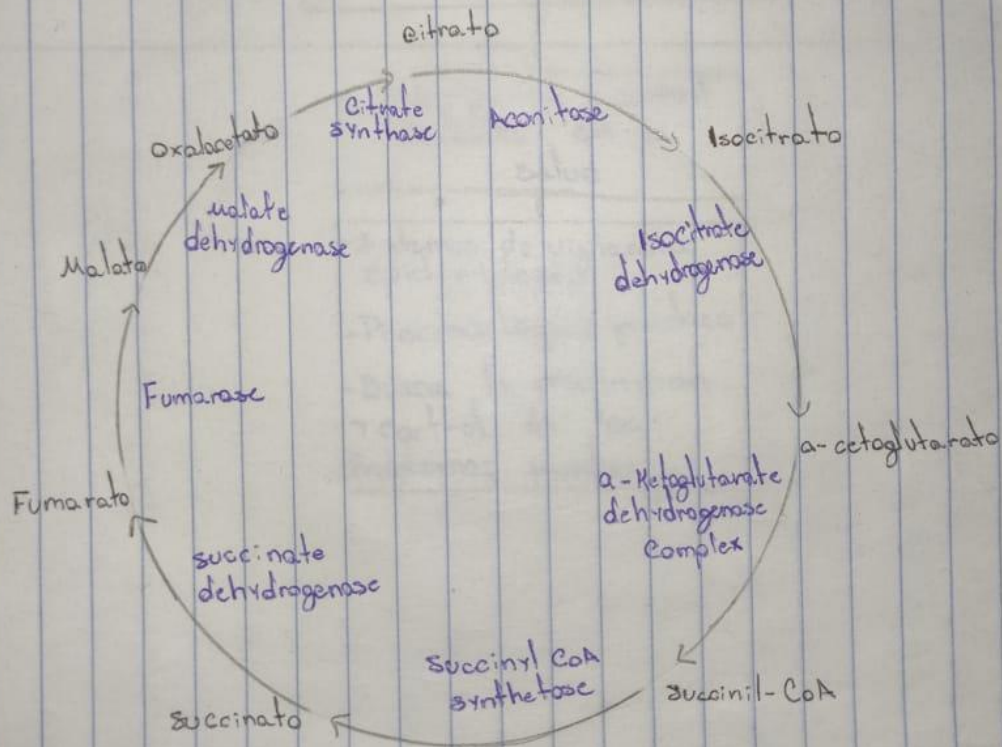 Citrato
Citrate
synthase
Aconitase
Isocitrato
Isocitrate
dehydrogenase
a-cetoglutarato
a-Ketoglutarate
dehydrogenase
Complex
Succinil-CoA
Succinyl CoA
synthetase
Succinato
succinate
dehydrogenase
Fumarato
Fumarase
Malato
Malate
dehydrogenase
Oxalacetato